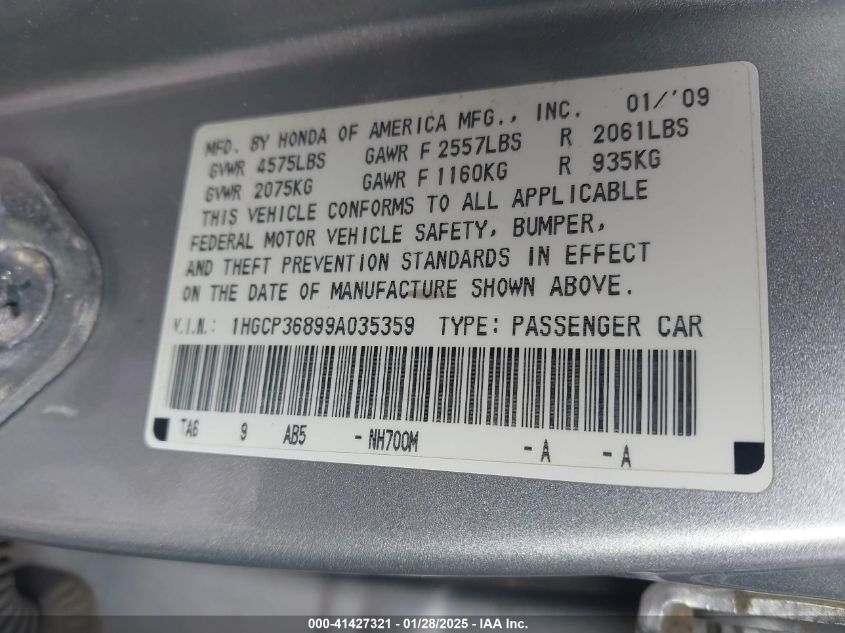 MFD. BY HONDA OF AMERICA MFG., INC. 01/'09
GVWR 4575LBS GAWR F 2557LBS R 2061LBS
GVWR 2075KG GAWR F 1160KG R 935KG
THIS VEHICLE CONFORMS TO ALL APPLICABLE
FEDERAL MOTOR VEHICLE SAFETY, BUMPER,
AND THEFT PREVENTION STANDARDS IN EFFECT
ON THE DATE OF MANUFACTURE SHOWN ABOVE.
V.I.N.: 1HGCP36899A035359 TYPE: PASSENGER CAR
TA6 9 AB5 - NH700M - A - A
000-41427321 | 01/28/2025 - IAA Inc.